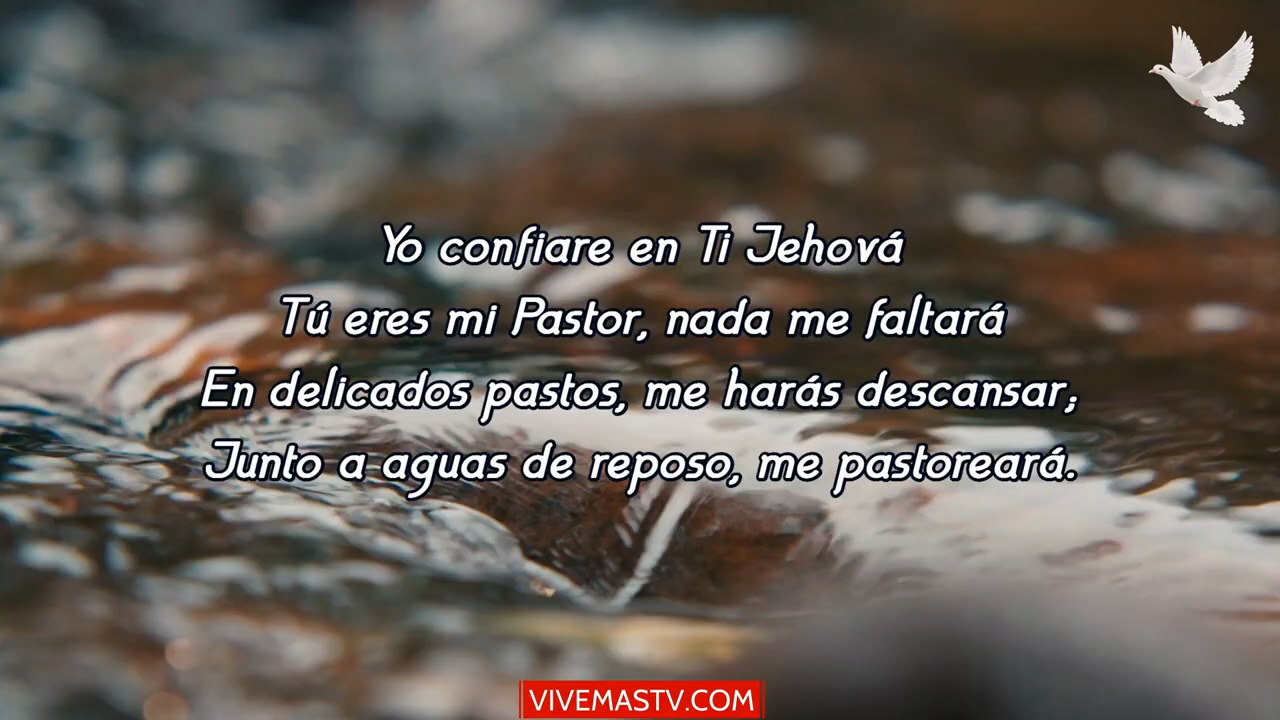 Yo confiare en Ti Jehová
Tú eres mi Pastor, nada me faltará
En delicados pastos, me harás descansar;
Junto a aguas de reposo, me pastoreará.
VIVEMASTV.COM